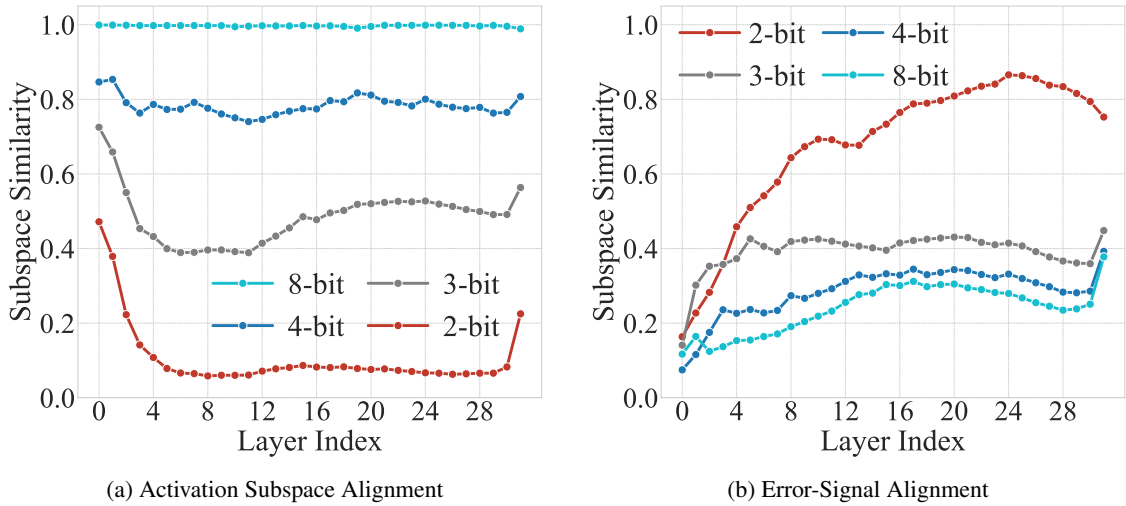 Subspace Similarity
1.0
0.8
0.6
0.4
0.2
0.0
8-bit
3-bit
4-bit
2-bit
0 4 8 12 16 20 24 28
Layer Index
(a) Activation Subspace Alignment
Subspace Similarity
1.0
0.8
0.6
0.4
0.2
0.0
2-bit
4-bit
3-bit
8-bit
0 4 8 12 16 20 24 28
Layer Index
(b) Error-Signal Alignment